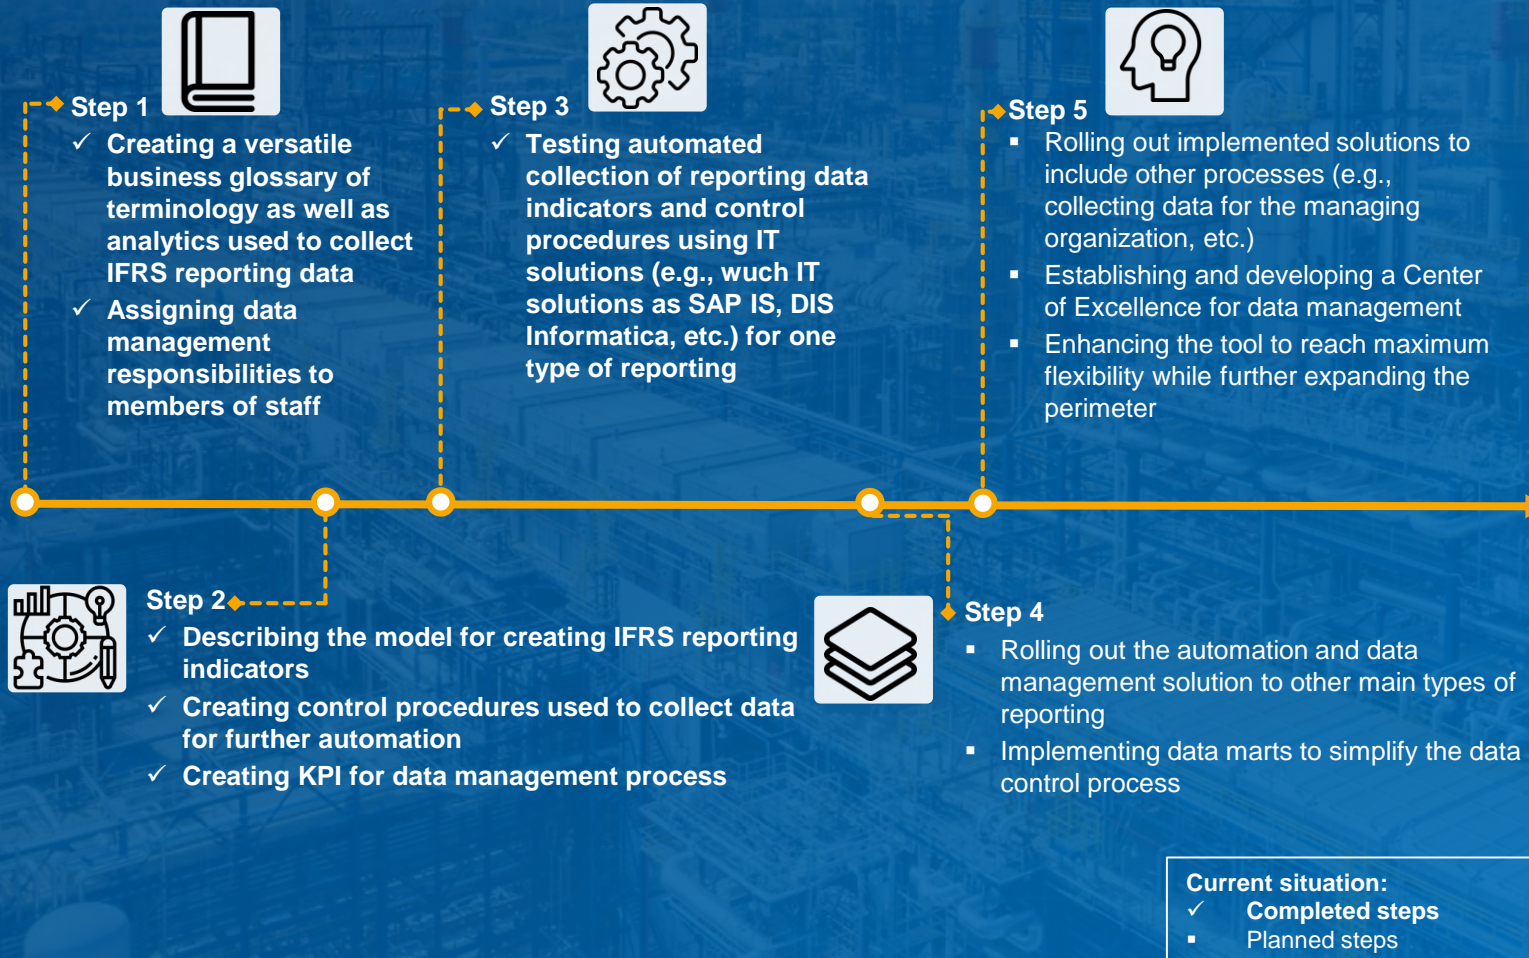 Step 1
✓ Creating a versatile
business glossary of
terminology as well as
analytics used to collect
IFRS reporting data
✓ Assigning data
management
responsibilities to
members of staff
Step 2
✓ Describing the model for creating IFRS reporting
indicators
✓ Creating control procedures used to collect data
for further automation
✓ Creating KPI for data management process
Step 3
✓ Testing automated
collection of reporting data
indicators and control
procedures using IT
solutions (e.g., wuch IT
solutions as SAP IS, DIS
Informatica, etc.) for one
type of reporting
Step 4
▪ Rolling out the automation and data
management solution to other main types of
reporting
▪ Implementing data marts to simplify the data
control process
Step 5
▪ Rolling out implemented solutions to
include other processes (e.g.,
collecting data for the managing
organization, etc.)
▪ Establishing and developing a Center
of Excellence for data management
▪ Enhancing the tool to reach maximum
flexibility while further expanding the
perimeter
Current situation:
✓ Completed steps
▪ Planned steps